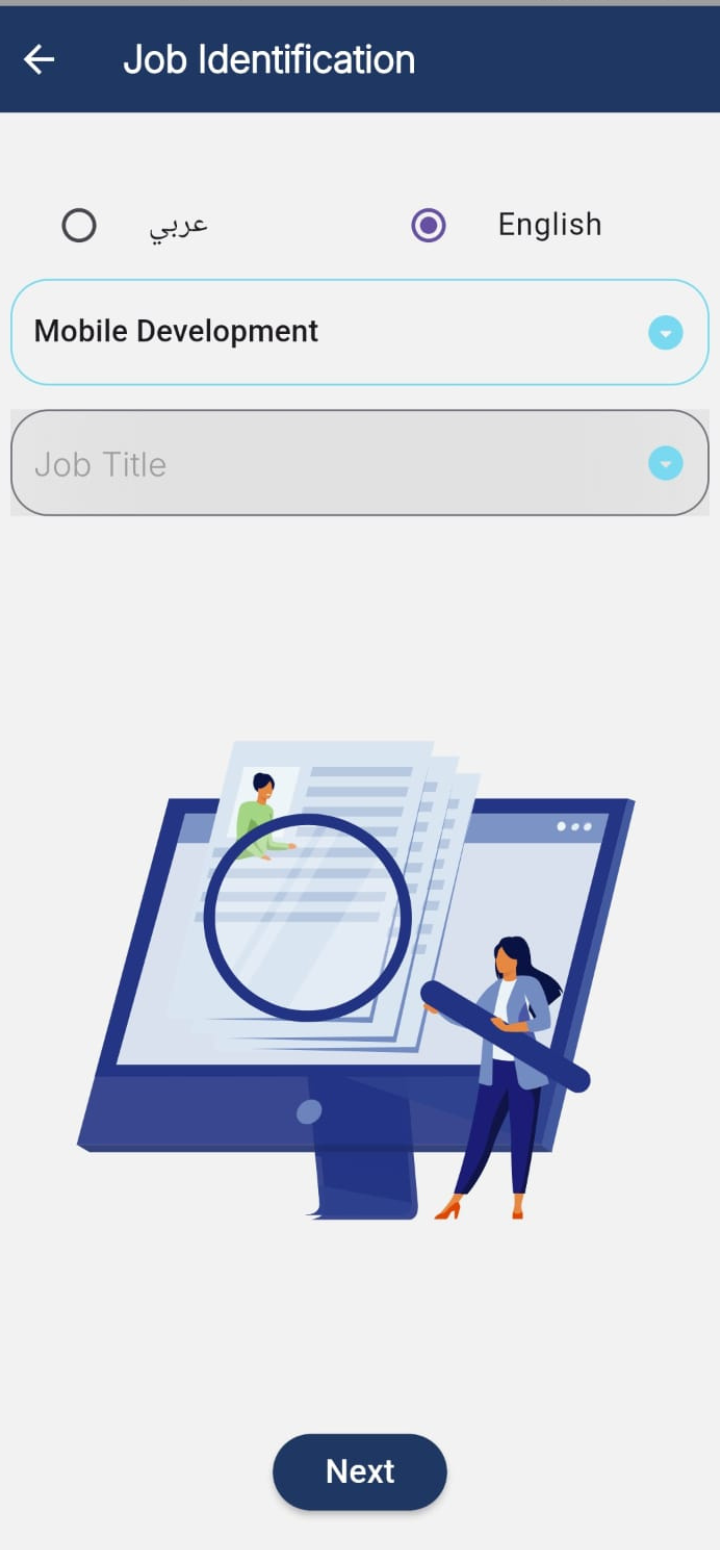 Job Identification
عربي
English
Mobile Development
Job Title
Next